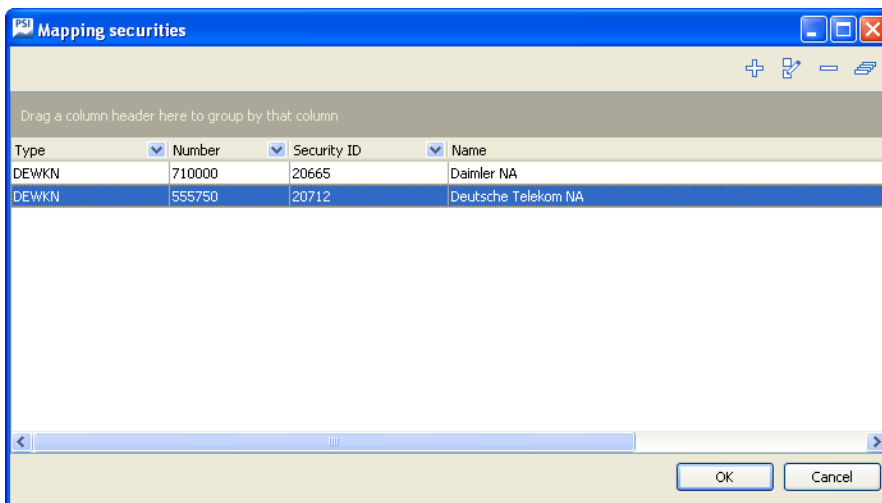 PSI Mapping securities
Drag a column header here to group by that column
Type Number Security ID Name
DEWKN 710000 20665 Daimler NA
DEWKN 555750 20712 Deutsche Telekom NA
OK Cancel